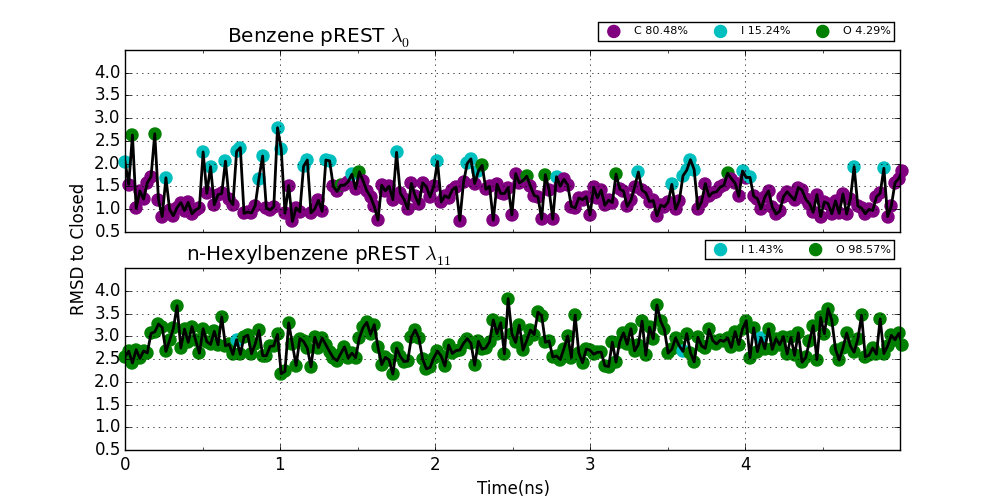 Benzene pREST λ0
C 80.48% I 15.24% O 4.29%
4.0
3.5
3.0
2.5
2.0
1.5
1.0
0.5
n-Hexylbenzene pREST λ11
I 1.43% O 98.57%
RMSD to Closed
4.0
3.5
3.0
2.5
2.0
1.5
1.0
0.5
0 1 2 3 4
Time(ns)